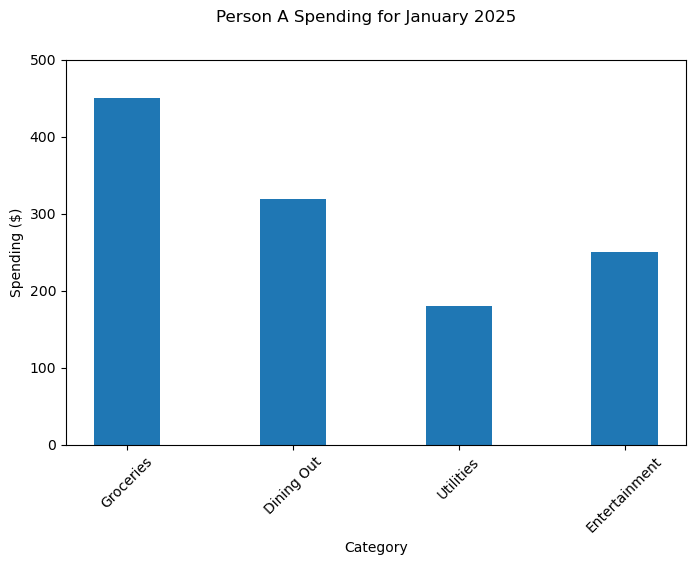 Person A Spending for January 2025
500
400
300
200
100
0
Spending ($)
Groceries
Dining Out
Utilities
Entertainment
Category